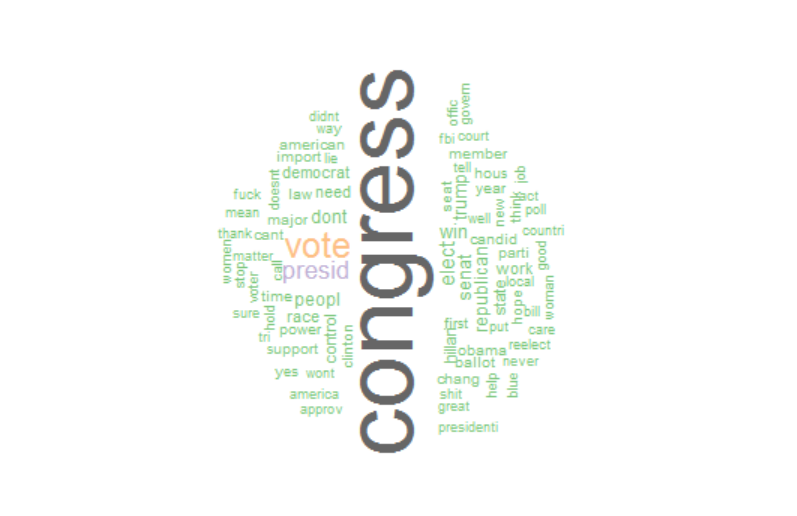 didnt
way
american
import lie
doesnt
democrat
fuck
law need
mean
major dont
thank cant
vote
women
matter
stop
call
presid
voter
time peopl
sure
hold
race
tri
power
control
clinton
support
yes wont
america
approv
congress
offic
govern
fbi court
member
tell
hous
job
seat
trump
year
new
think
act
well
poll
win
candid
countri
elect
senat
republican
parti
good
work
state
local
hope
woman
bill
first
put
care
hillari
obama
reelect
ballot never
chang
help
blue
shit
great
presidenti